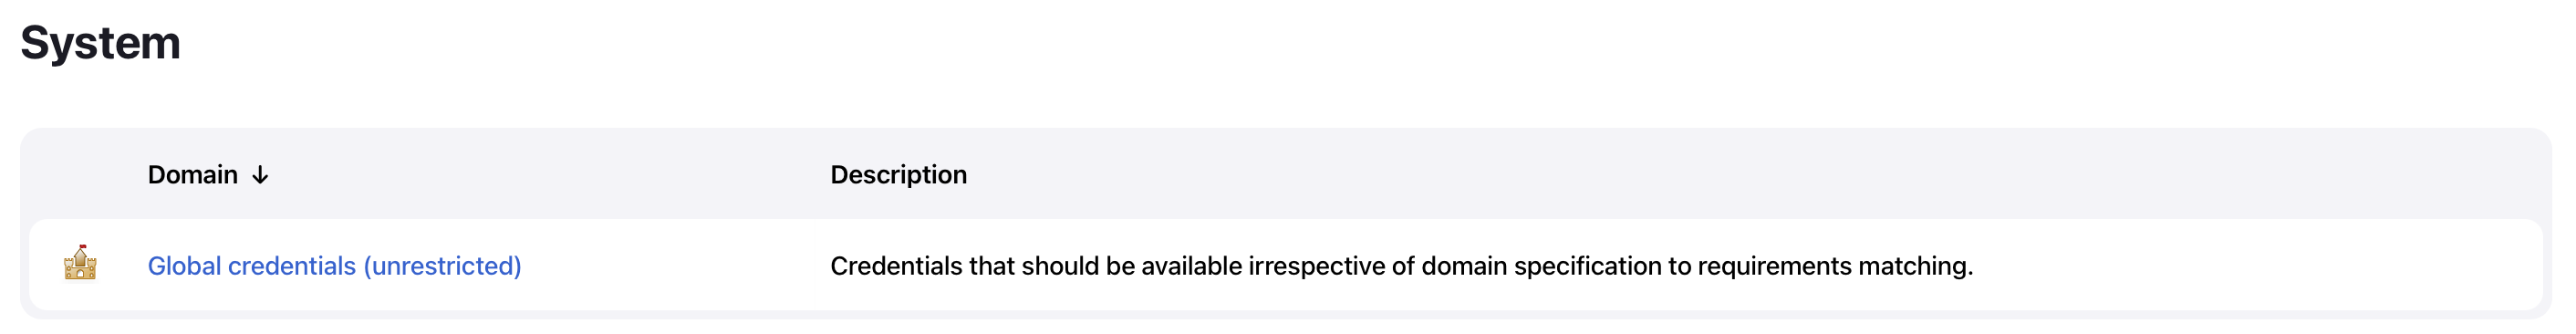 System
Domain ↓ Description
Global credentials (unrestricted) Credentials that should be available irrespective of domain specification to requirements matching.